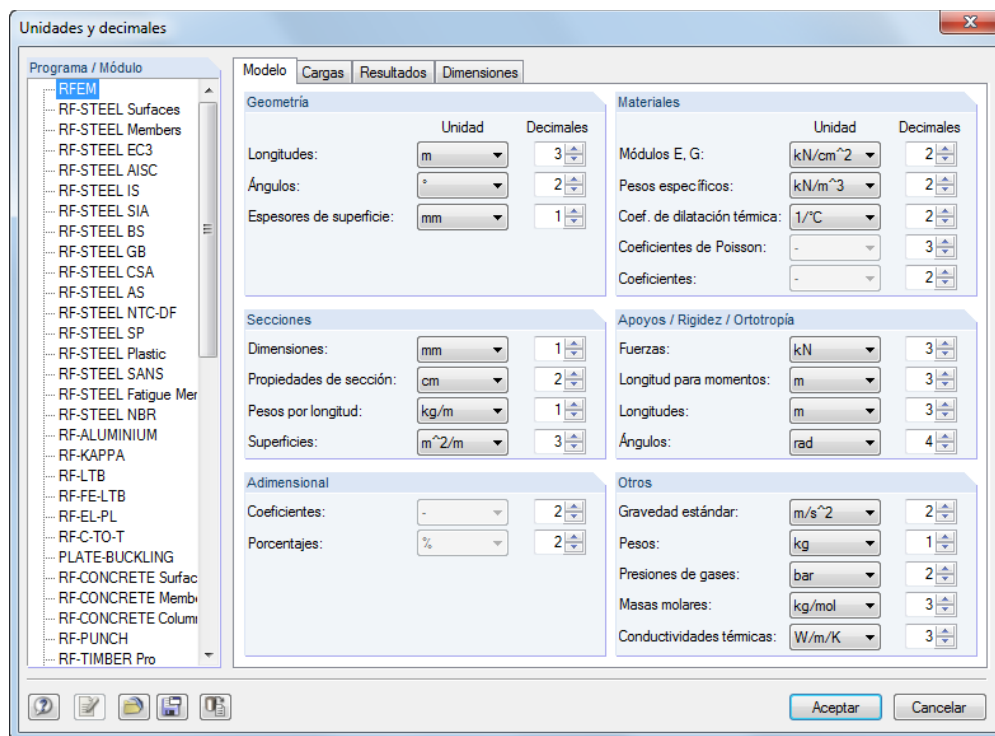 Unidades y decimales
Programa / Módulo
RFEM
RF-STEEL Surfaces
RF-STEEL Members
RF-STEEL EC3
RF-STEEL AISC
RF-STEEL IS
RF-STEEL SIA
RF-STEEL BS
RF-STEEL GB
RF-STEEL CSA
RF-STEEL AS
RF-STEEL NTC-DF
RF-STEEL SP
RF-STEEL Plastic
RF-STEEL SANS
RF-STEEL Fatigue Mer
RF-STEEL NBR
RF-ALUMINIUM
RF-KAPPA
RF-LTB
RF-FE-LTB
RF-EL-PL
RF-C-TO-T
PLATE-BUCKLING
RF-CONCRETE Surfac
RF-CONCRETE Membe
RF-CONCRETE Column
RF-PUNCH
RF-TIMBER Pro
Modelo Cargas Resultados Dimensiones
Geometría
Unidad Decimales
Longitudes: m 3
Ángulos: ° 2
Espesores de superficie: mm 1
Materiales
Unidad Decimales
Módulos E, G: kN/cm^2 2
Pesos específicos: kN/m^3 2
Coef. de dilatación térmica: 1/°C 2
Coeficientes de Poisson: - 3
Coeficientes: - 2
Secciones
Dimensiones: mm 1
Propiedades de sección: cm 2
Pesos por longitud: kg/m 1
Superficies: m^2/m 3
Apoyos / Rigidez / Ortotropía
Fuerzas: kN 3
Longitud para momentos: m 3
Longitudes: m 3
Ángulos: rad 4
Adimensional
Coeficientes: - 2
Porcentajes: % 2
Otros
Gravedad estándar: m/s^2 2
Pesos: kg 1
Presiones de gases: bar 2
Masas molares: kg/mol 3
Conductividades térmicas: W/m/K 3
Aceptar Cancelar